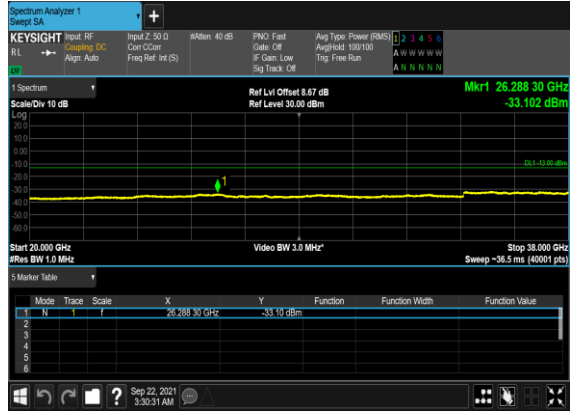 Spectrum Analyzer 1
Swept SA
KEYSIGHT Input: RF Input Z: 50 Ω #Atten: 40 dB PNO: Fast Avg Type: Power (RMS) 1 2 3 4 5 6
RL Coupling: DC Corr CCorr Gate: Off Avg|Hold: 100/100 A W W W W W
Align: Auto Freq Ref: Int (S) IF Gain: Low Trig: Free Run
LV Sig Track: Off A N N N N N
1 Spectrum Ref Lvl Offset 8.67 dB Mkr1 26.288 30 GHz
Scale/Div 10 dB Ref Level 30.00 dBm -33.102 dBm
Log
20.0
10.0
0.00
-10.0 DL1 -13.00 dBm
-20.0 1
-30.0
-40.0
-50.0
-60.0
Start 20.000 GHz Video BW 3.0 MHz* Stop 38.000 GHz
#Res BW 1.0 MHz Sweep ~36.5 ms (40001 pts)
5 Marker Table
Mode Trace Scale X Y Function Function Width Function Value
1 N 1 f 26.288 30 GHz -33.10 dBm
2
3
4
5
6
Sep 22, 2021
3:30:31 AM